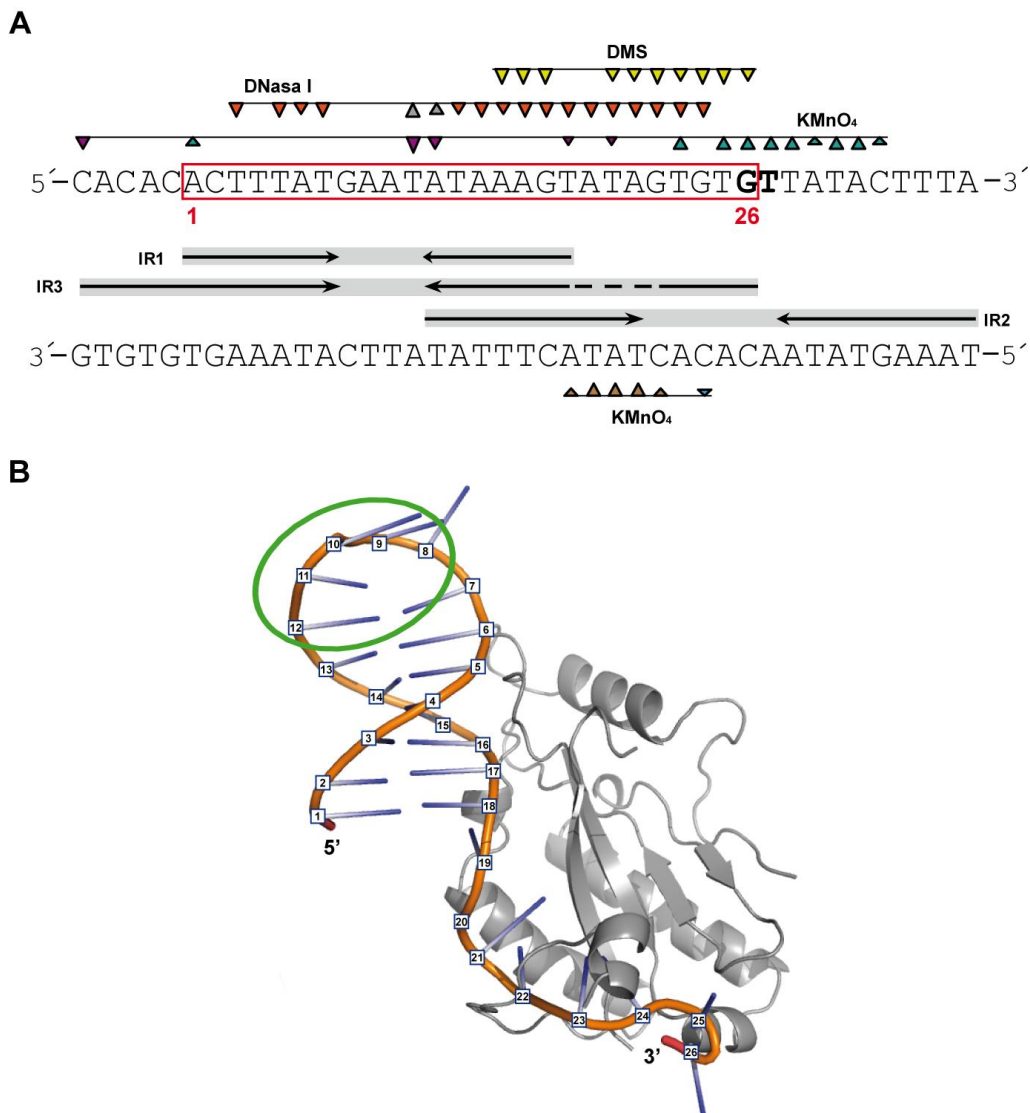 A
DMS
DNasa I
KMnO₄
5´-CACACACTTTATGAATATAAAGTATAGTGTGTTATACTTTA-3´
1 26
IR1
IR3
IR2
3´-GTGTGTGAAATACTTATATTTCATATCACACAATATGAAAT-5´
KMnO₄
B
10 9 8
11
7
12
6
13 5
14 4
15
3 16
17
2
1 18
5’
19
20
21
22
23 24 25
3’ 26